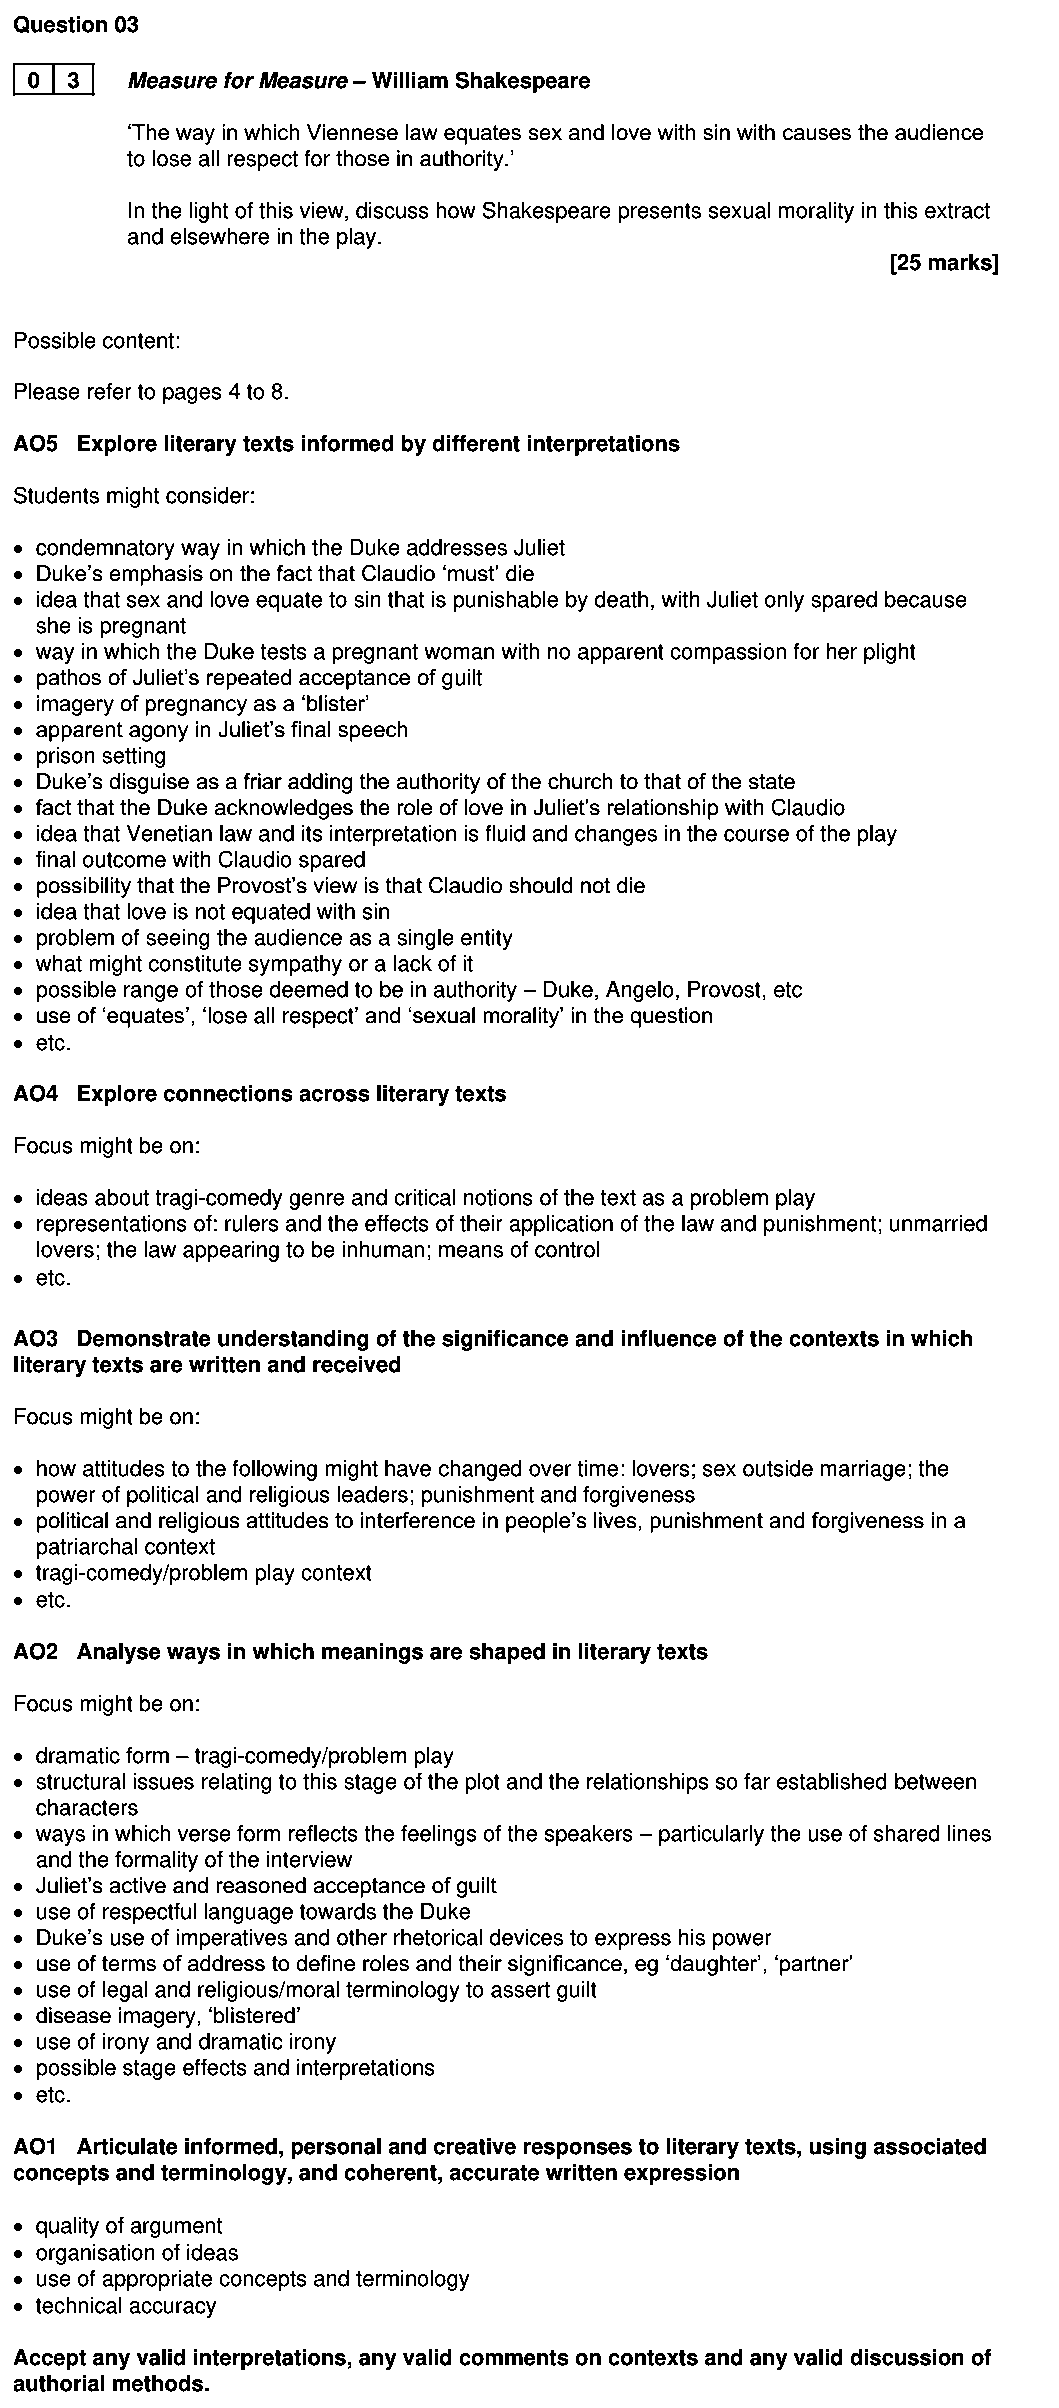 Question 03
0 3 Measure for Measure – William Shakespeare
‘The way in which Viennese law equates sex and love with sin with causes the audience
to lose all respect for those in authority.’
In the light of this view, discuss how Shakespeare presents sexual morality in this extract
and elsewhere in the play.
[25 marks]
Possible content:
Please refer to pages 4 to 8.
AO5 Explore literary texts informed by different interpretations
Students might consider:
• condemnatory way in which the Duke addresses Juliet
• Duke’s emphasis on the fact that Claudio ‘must’ die
• idea that sex and love equate to sin that is punishable by death, with Juliet only spared because
she is pregnant
• way in which the Duke tests a pregnant woman with no apparent compassion for her plight
• pathos of Juliet’s repeated acceptance of guilt
• imagery of pregnancy as a ‘blister’
• apparent agony in Juliet’s final speech
• prison setting
• Duke’s disguise as a friar adding the authority of the church to that of the state
• fact that the Duke acknowledges the role of love in Juliet’s relationship with Claudio
• idea that Venetian law and its interpretation is fluid and changes in the course of the play
• final outcome with Claudio spared
• possibility that the Provost’s view is that Claudio should not die
• idea that love is not equated with sin
• problem of seeing the audience as a single entity
• what might constitute sympathy or a lack of it
• possible range of those deemed to be in authority – Duke, Angelo, Provost, etc
• use of ‘equates’, ‘lose all respect’ and ‘sexual morality’ in the question
• etc.
AO4 Explore connections across literary texts
Focus might be on:
• ideas about tragi-comedy genre and critical notions of the text as a problem play
• representations of: rulers and the effects of their application of the law and punishment; unmarried
lovers; the law appearing to be inhuman; means of control
• etc.
AO3 Demonstrate understanding of the significance and influence of the contexts in which
literary texts are written and received
Focus might be on:
• how attitudes to the following might have changed over time: lovers; sex outside marriage; the
power of political and religious leaders; punishment and forgiveness
• political and religious attitudes to interference in people’s lives, punishment and forgiveness in a
patriarchal context
• tragi-comedy/problem play context
• etc.
AO2 Analyse ways in which meanings are shaped in literary texts
Focus might be on:
• dramatic form – tragi-comedy/problem play
• structural issues relating to this stage of the plot and the relationships so far established between
characters
• ways in which verse form reflects the feelings of the speakers – particularly the use of shared lines
and the formality of the interview
• Juliet’s active and reasoned acceptance of guilt
• use of respectful language towards the Duke
• Duke’s use of imperatives and other rhetorical devices to express his power
• use of terms of address to define roles and their significance, eg ‘daughter’, ‘partner’
• use of legal and religious/moral terminology to assert guilt
• disease imagery, ‘blistered’
• use of irony and dramatic irony
• possible stage effects and interpretations
• etc.
AO1 Articulate informed, personal and creative responses to literary texts, using associated
concepts and terminology, and coherent, accurate written expression
• quality of argument
• organisation of ideas
• use of appropriate concepts and terminology
• technical accuracy
Accept any valid interpretations, any valid comments on contexts and any valid discussion of
authorial methods.